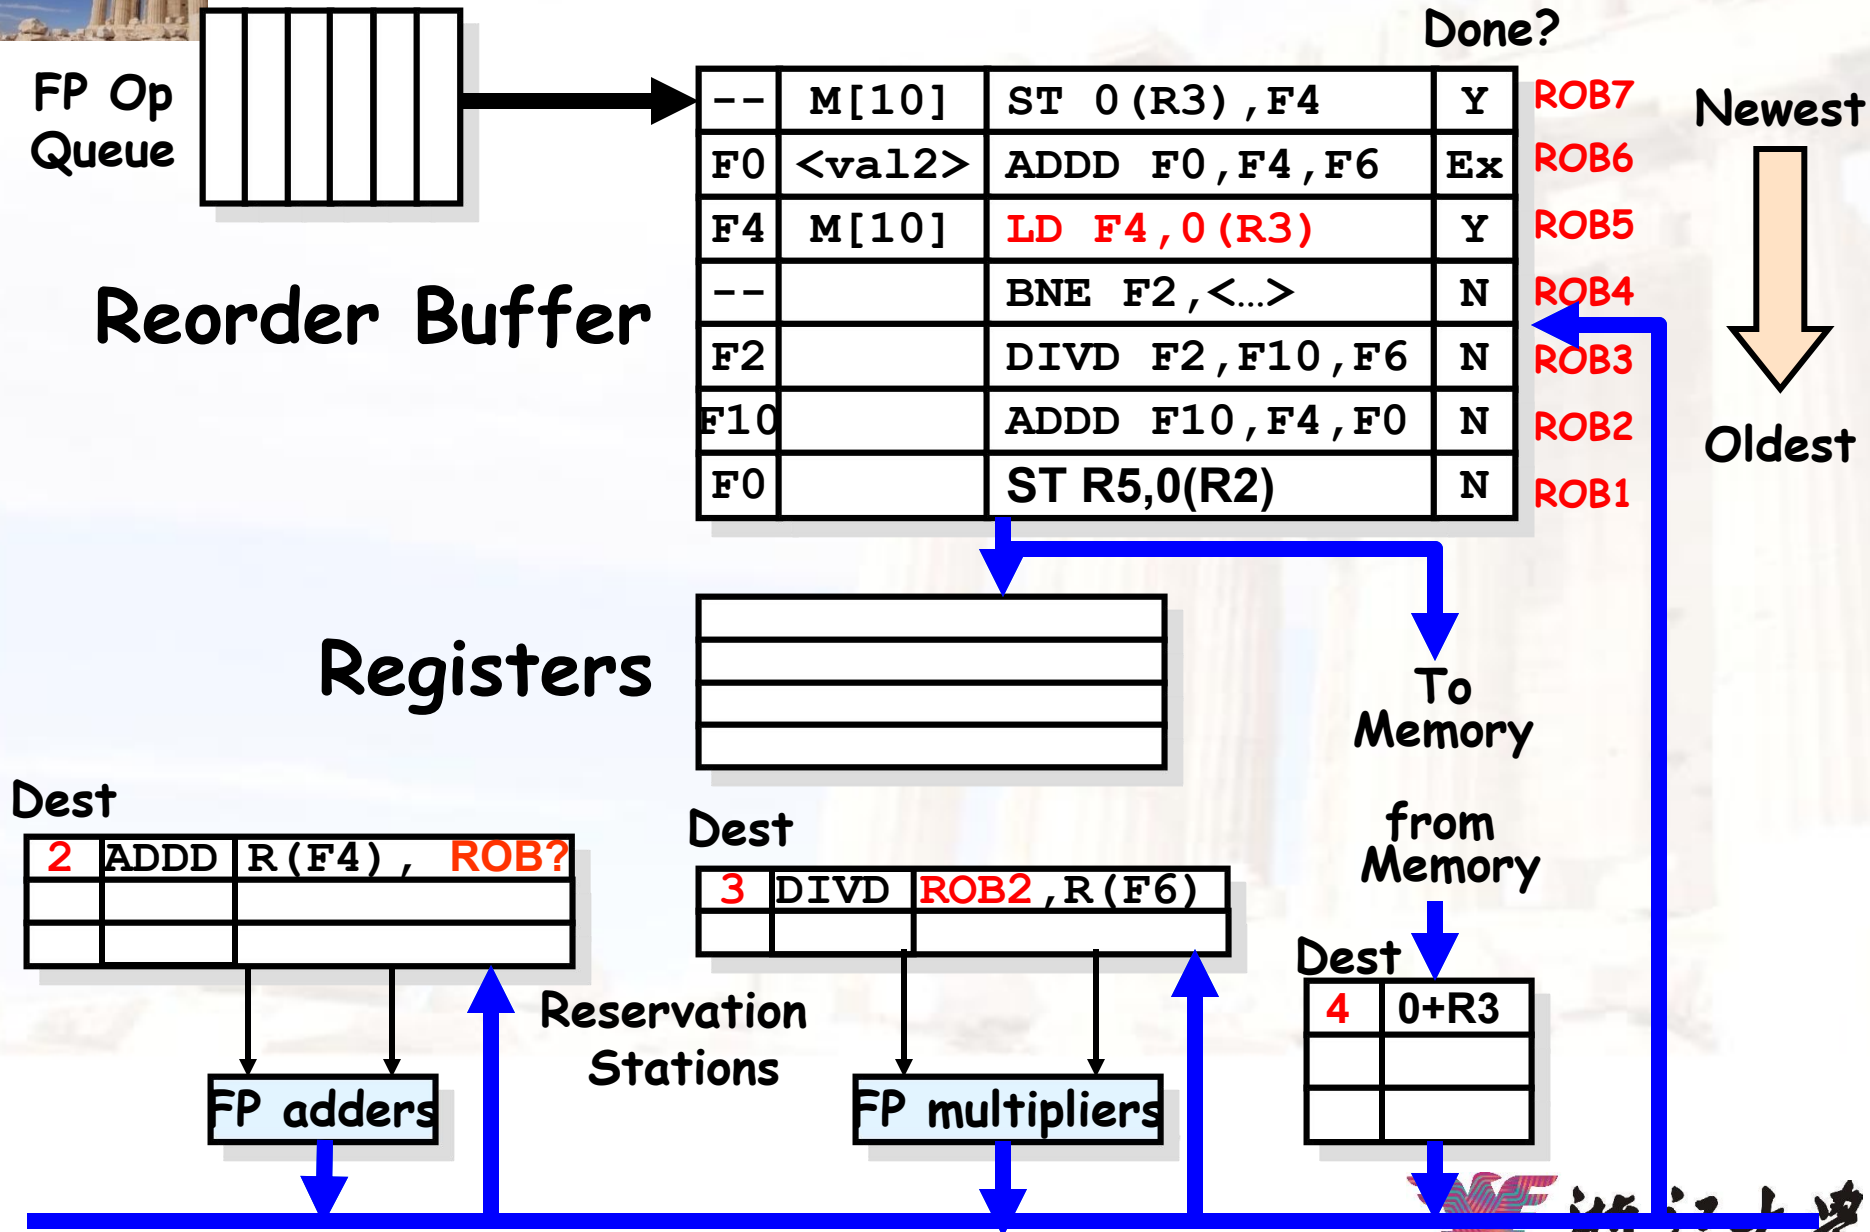 Done?
FP Op
Queue
-- M[10] ST 0(R3),F4 Y ROB7
F0 <val2> ADDD F0,F4,F6 Ex ROB6
F4 M[10] LD F4,0(R3) Y ROB5
-- BNE F2,<…> N ROB4
F2 DIVD F2,F10,F6 N ROB3
F10 ADDD F10,F4,F0 N ROB2
F0 ST R5,0(R2) N ROB1
Newest
Oldest
Reorder Buffer
Registers
To
Memory
from
Memory
Dest
2 ADDD R(F4), ROB?
Dest
3 DIVD ROB2,R(F6)
Dest
4 0+R3
Reservation
Stations
FP adders
FP multipliers